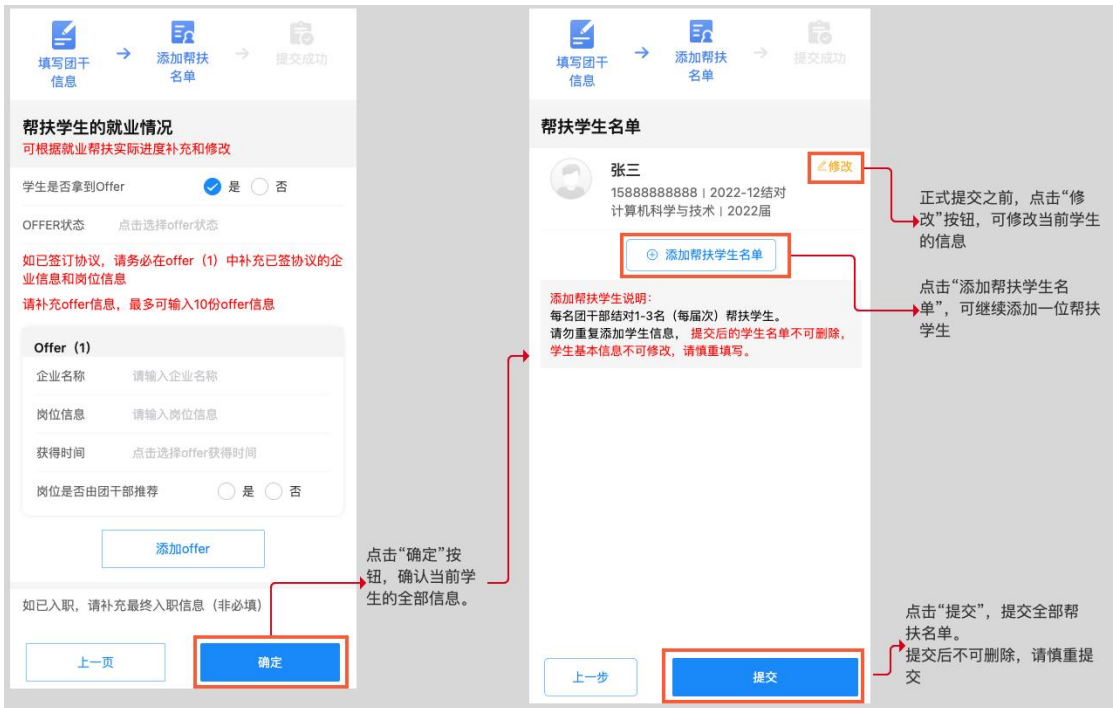 填写团干
信息
→
添加帮扶
名单
→
提交成功
帮扶学生的就业情况
可根据就业帮扶实际进度补充和修改
学生是否拿到Offer 是 否
OFFER状态 点击选择offer状态
如已签订协议，请务必在offer（1）中补充已签协议的企
业信息和岗位信息
请补充offer信息，最多可输入10份offer信息
Offer（1）
企业名称 请输入企业名称
岗位信息 请输入岗位信息
获得时间 点击选择offer获得时间
岗位是否由团干部推荐 是 否
添加offer
如已入职，请补充最终入职信息（非必填）
上一页 确定
点击“确定”按
钮，确认当前学
生的全部信息。
填写团干
信息
→
添加帮扶
名单
→
提交成功
帮扶学生名单
张三 修改
15888888888 | 2022-12结对
计算机科学与技术 | 2022届
添加帮扶学生名单
添加帮扶学生说明：
每名团干部结对1-3名（每届次）帮扶学生。
请勿重复添加学生信息，提交后的学生名单不可删除，
学生基本信息不可修改，请慎重填写。
上一步 提交
正式提交之前，点击“修
改”按钮，可修改当前学生
的信息
点击“添加帮扶学生名
单”，可继续添加一位帮扶
学生
点击“提交”，提交全部帮
扶名单。
提交后不可删除，请慎重提
交